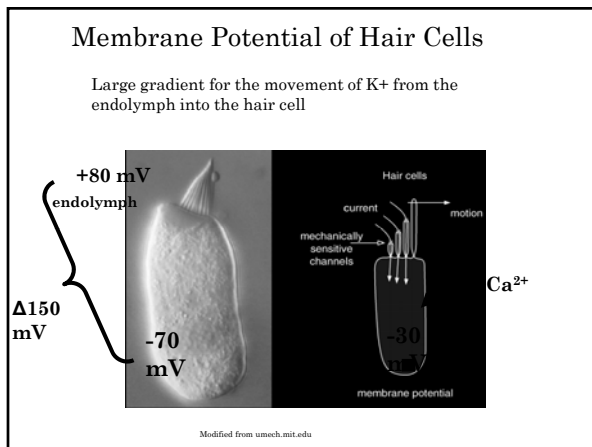 Membrane Potential of Hair Cells
Large gradient for the movement of K+ from the
endolymph into the hair cell
+80 mV
endolymph
Δ150
mV
-70
mV
Hair cells
current
motion
mechanically
sensitive
channels
Ca²⁺
-30
mV
membrane potential
Modified from umech.mit.edu